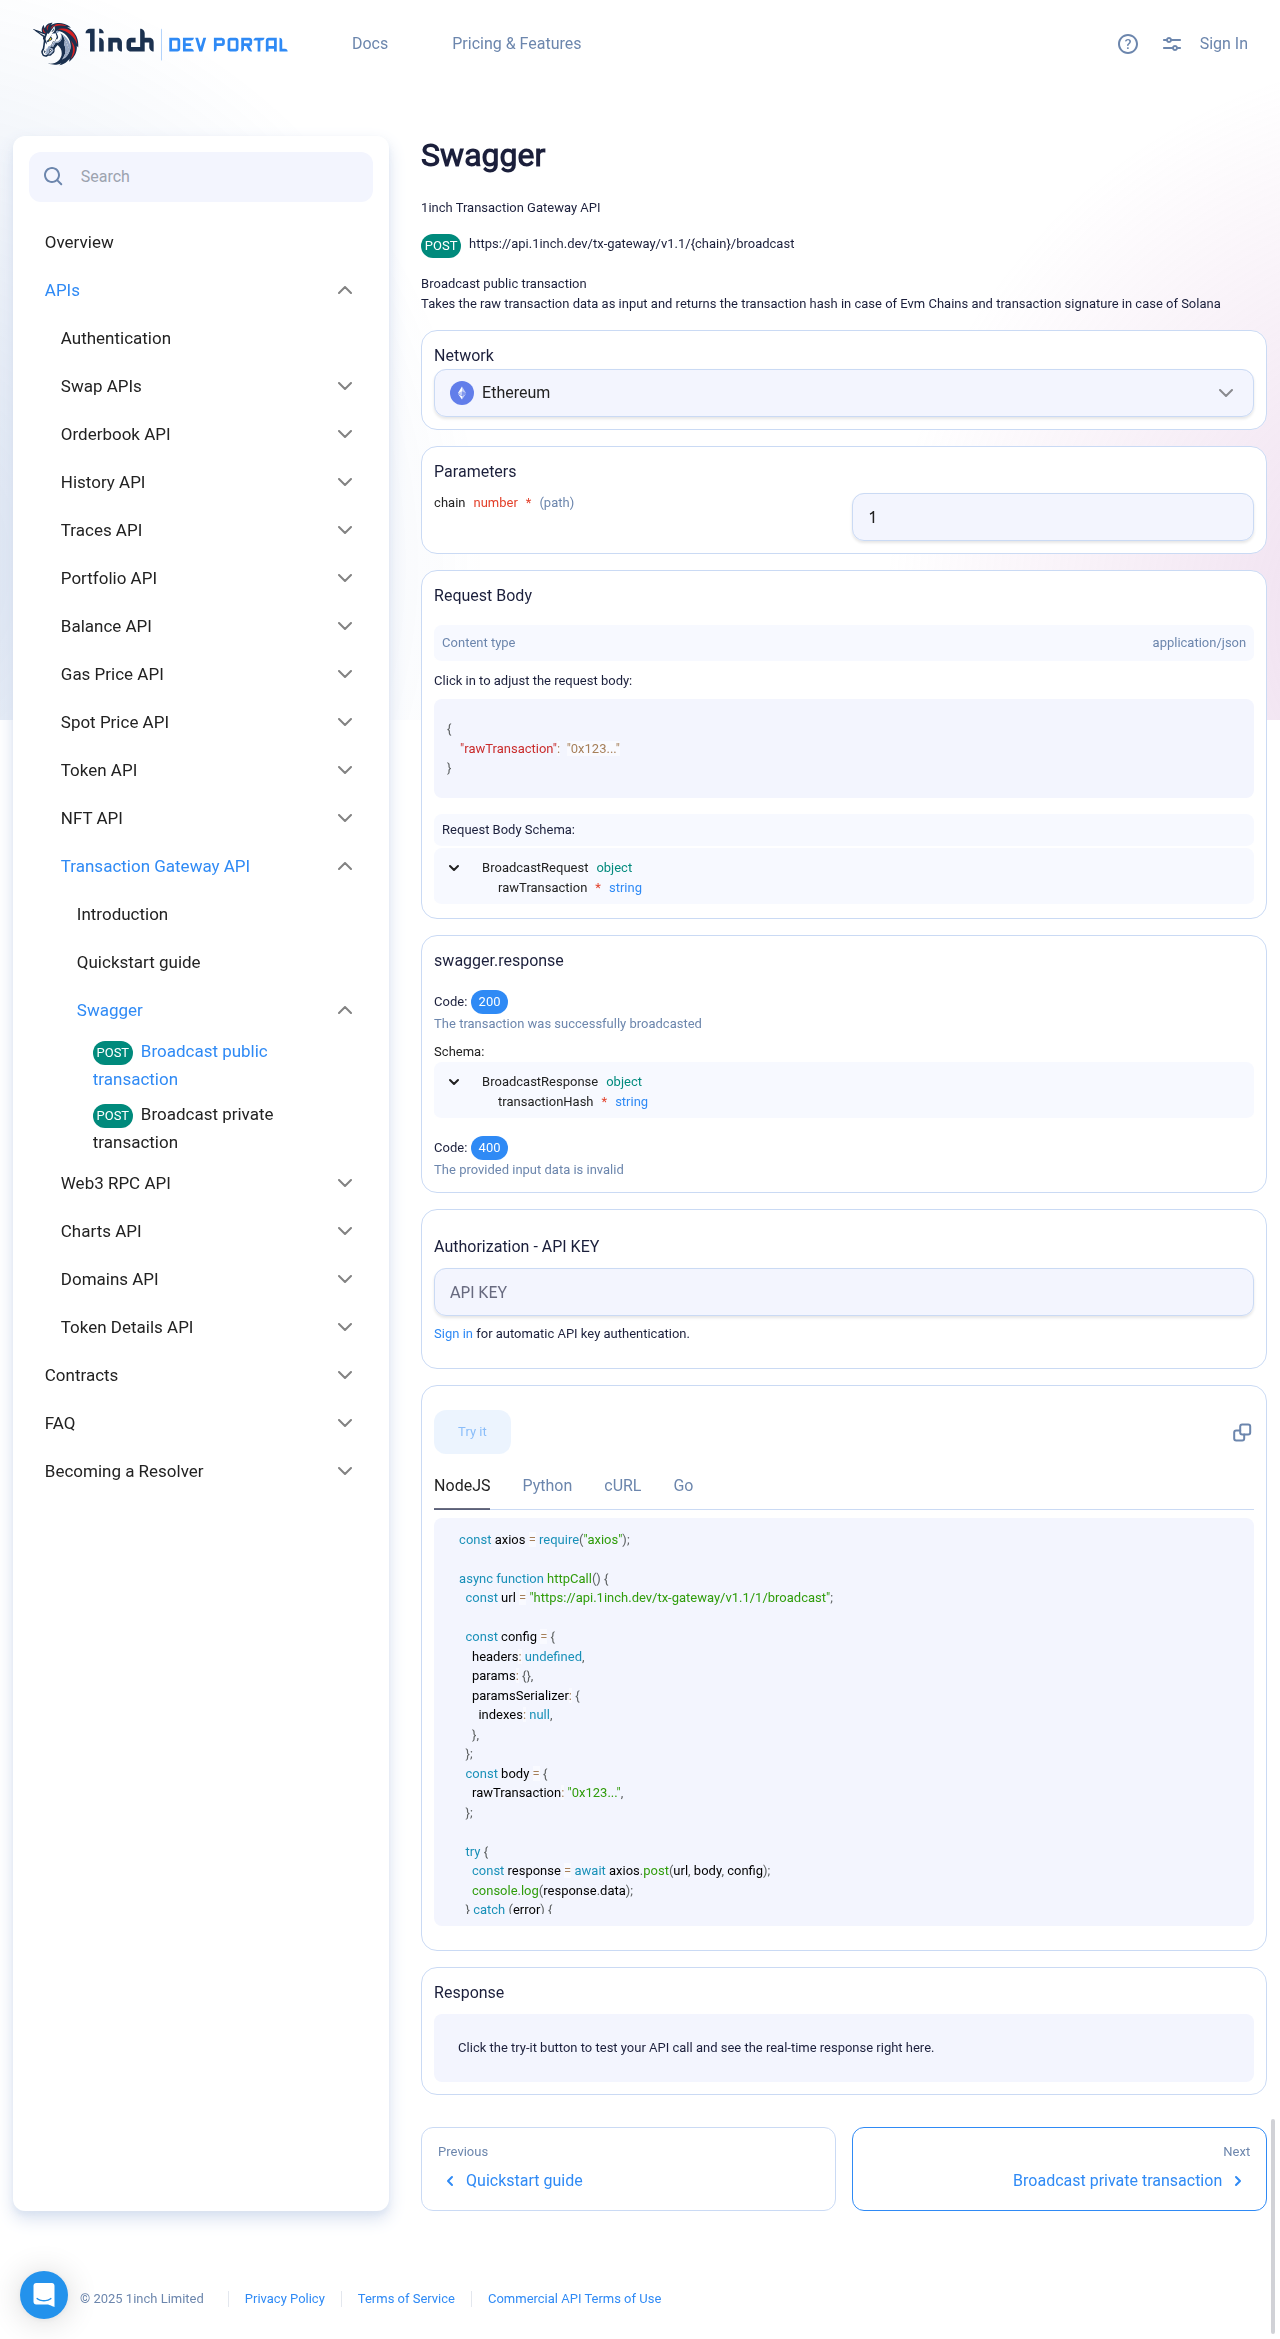 1inch DEV PORTAL
Docs
Pricing & Features
Sign In
Search
Overview
APIs
Authentication
Swap APIs
Orderbook API
History API
Traces API
Portfolio API
Balance API
Gas Price API
Spot Price API
Token API
NFT API
Transaction Gateway API
Introduction
Quickstart guide
Swagger
POST Broadcast public
transaction
POST Broadcast private
transaction
Web3 RPC API
Charts API
Domains API
Token Details API
Contracts
FAQ
Becoming a Resolver
Swagger
1inch Transaction Gateway API
POST https://api.1inch.dev/tx-gateway/v1.1/{chain}/broadcast
Broadcast public transaction
Takes the raw transaction data as input and returns the transaction hash in case of Evm Chains and transaction signature in case of Solana
Network
Ethereum
Parameters
chain number * (path)
1
Request Body
Content type application/json
Click in to adjust the request body:
{
"rawTransaction": "0x123..."
}
Request Body Schema:
BroadcastRequest object
rawTransaction * string
swagger.response
Code: 200
The transaction was successfully broadcasted
Schema:
BroadcastResponse object
transactionHash * string
Code: 400
The provided input data is invalid
Authorization - API KEY
API KEY
Sign in for automatic API key authentication.
Try it
NodeJS Python cURL Go
const axios = require("axios");
async function httpCall() {
const url = "https://api.1inch.dev/tx-gateway/v1.1/1/broadcast";
const config = {
headers: undefined,
params: {},
paramsSerializer: {
indexes: null,
},
};
const body = {
rawTransaction: "0x123...",
};
try {
const response = await axios.post(url, body, config);
console.log(response.data);
} catch (error) {
Response
Click the try-it button to test your API call and see the real-time response right here.
Previous
Quickstart guide
Next
Broadcast private transaction
© 2025 1inch Limited
Privacy Policy
Terms of Service
Commercial API Terms of Use